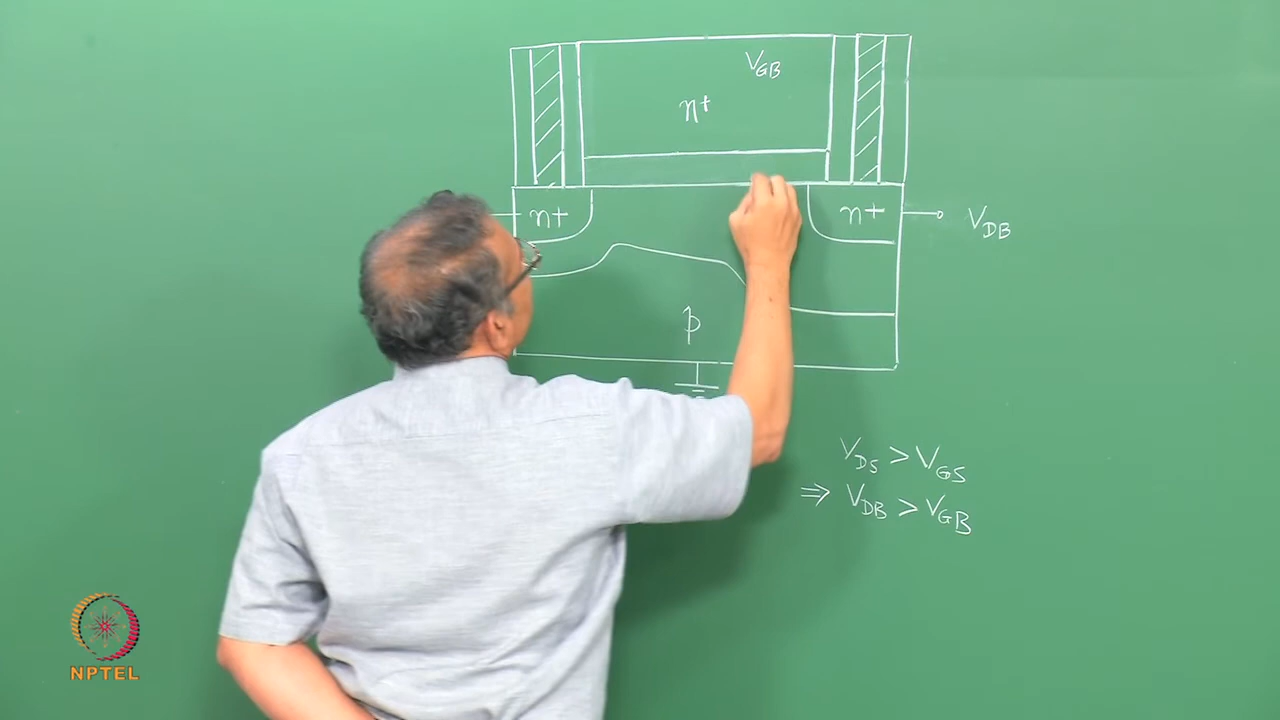 V_GB
n+
n+
n+
V_DB
p
V_DS > V_GS
⇒ V_DB > V_GB
NPTEL